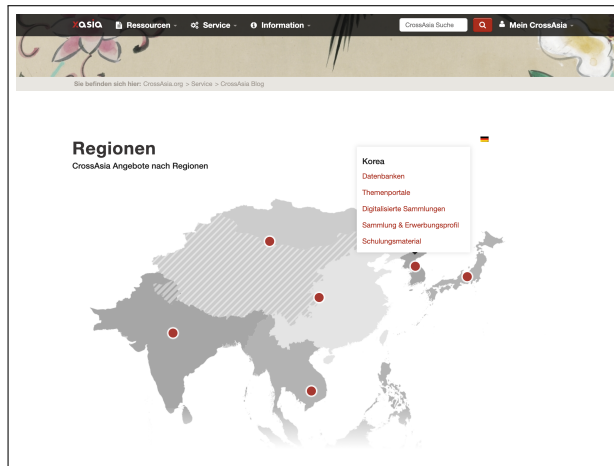 xasia Ressourcen Service Information CrossAsia Suche Mein CrossAsia
Sie befinden sich hier: CrossAsia.org > Service > CrossAsia Blog
Regionen
CrossAsia Angebote nach Regionen
Korea
Datenbanken
Themenportale
Digitalisierte Sammlungen
Sammlung & Erwerbungsprofil
Schulungsmaterial